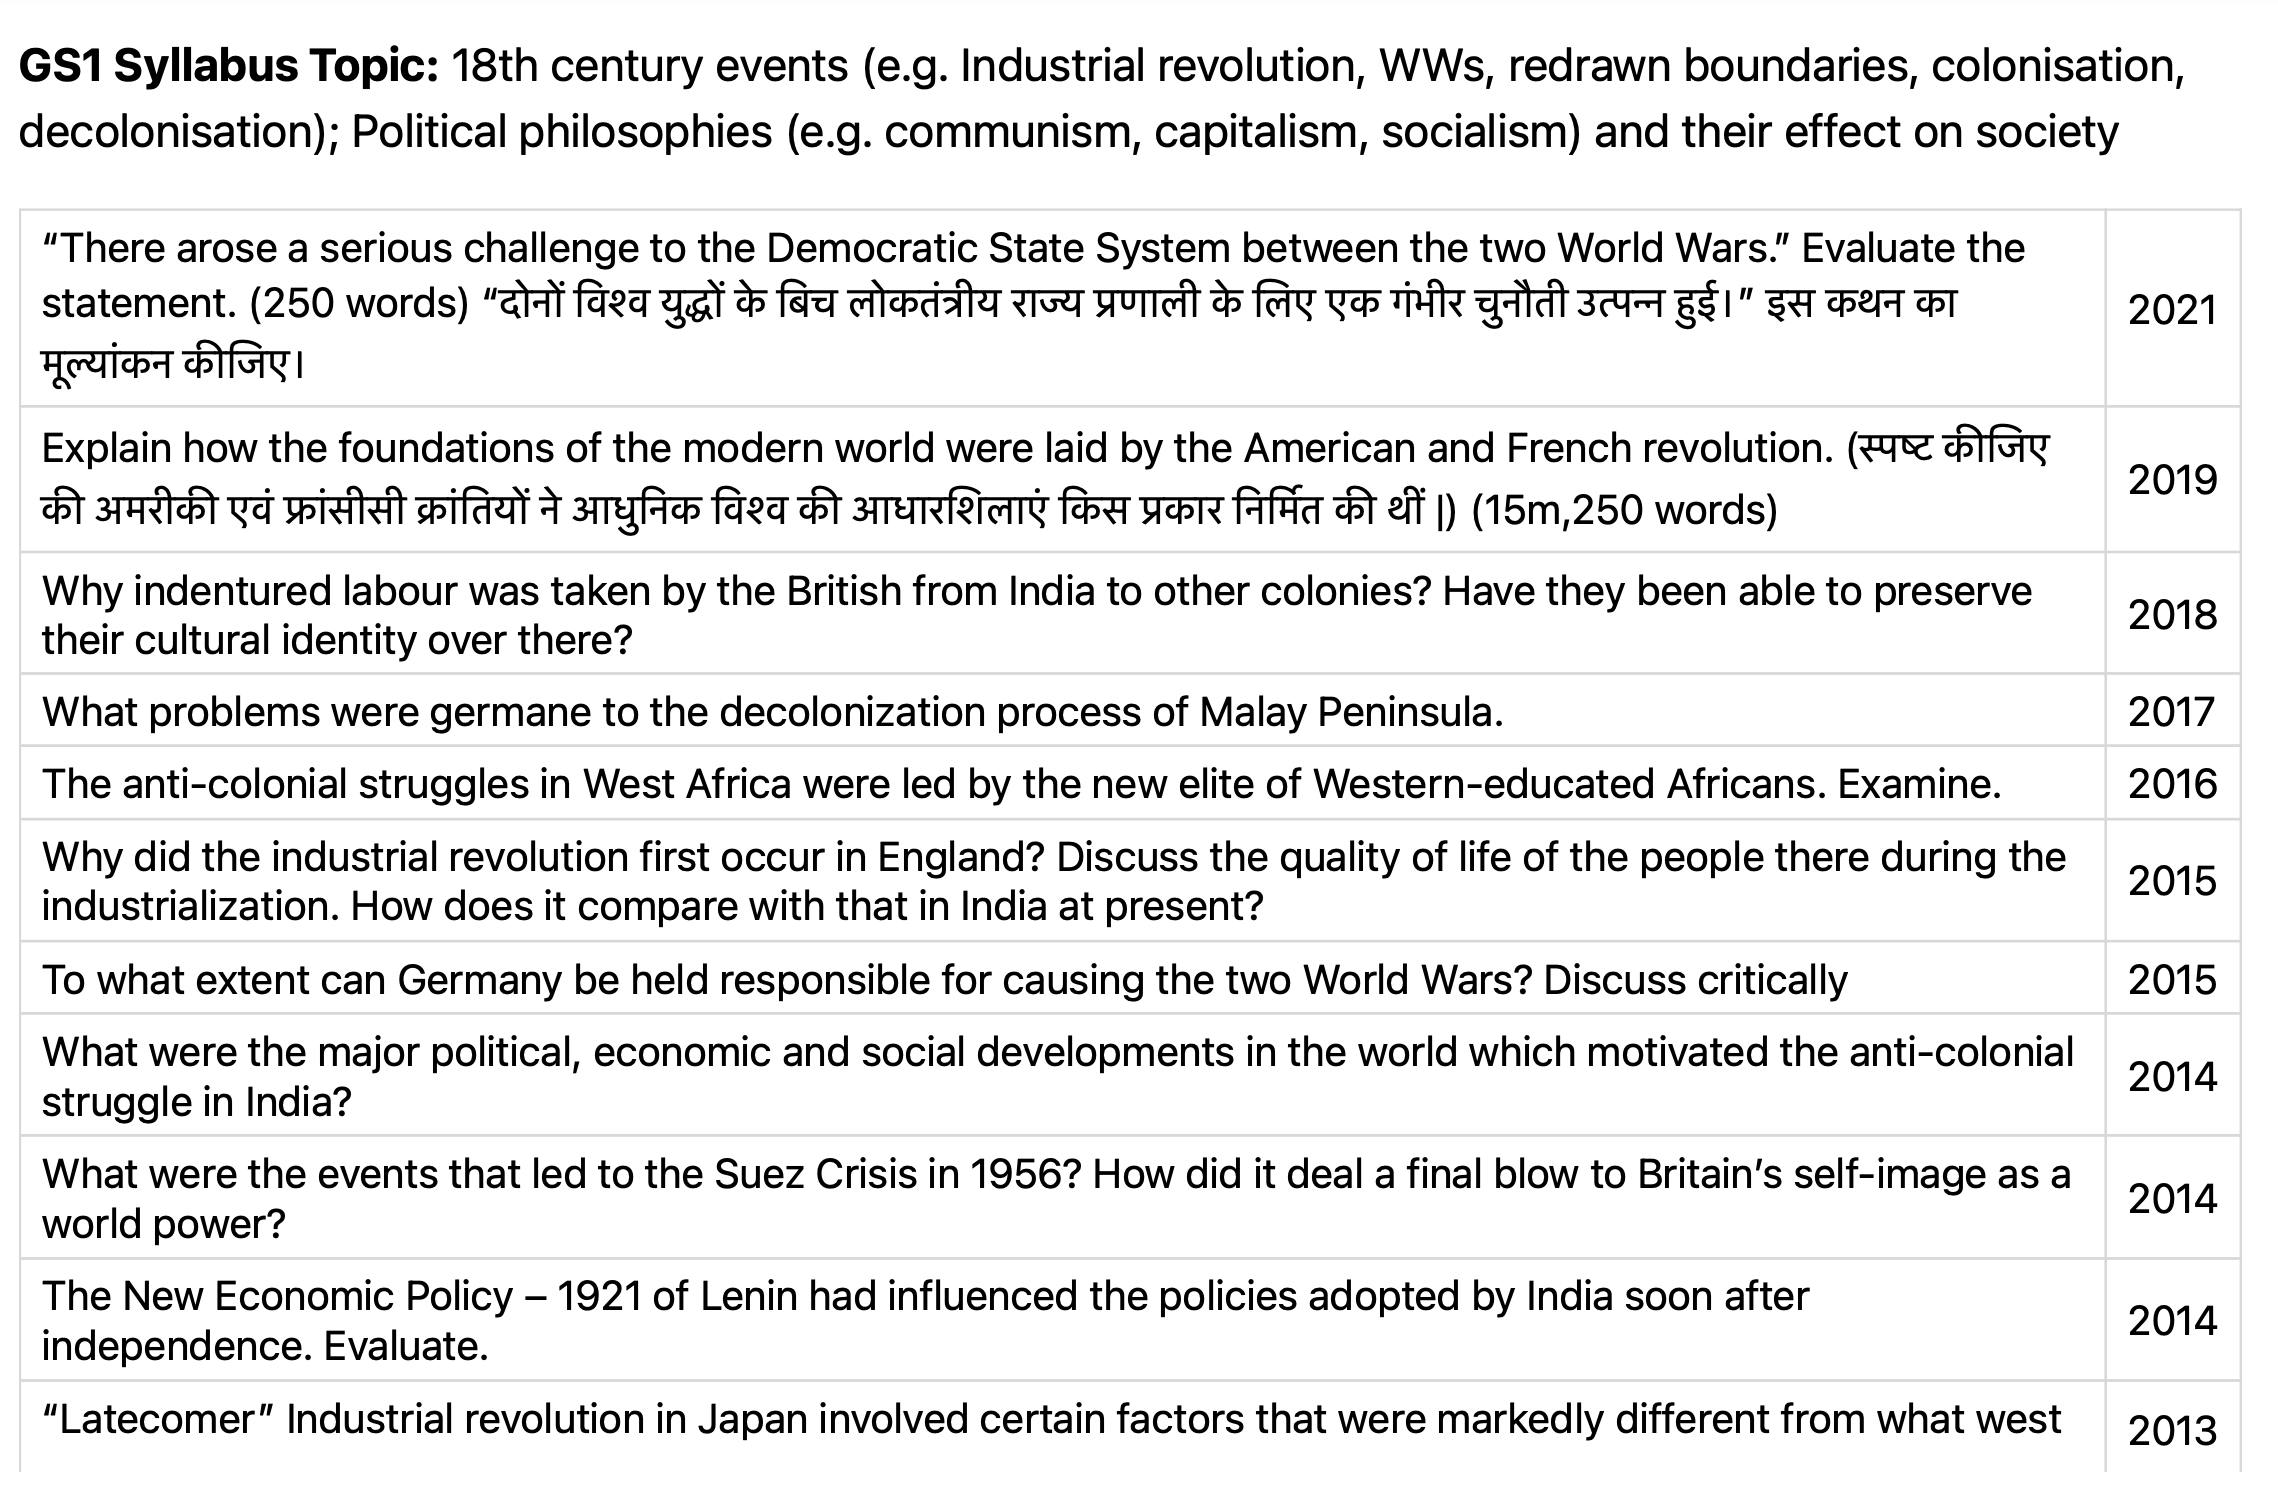 GS1 Syllabus Topic: 18th century events (e.g. Industrial revolution, WWs, redrawn boundaries, colonisation,
decolonisation); Political philosophies (e.g. communism, capitalism, socialism) and their effect on society
“There arose a serious challenge to the Democratic State System between the two World Wars.” Evaluate the
statement. (250 words) “दोनों विश्व युद्धों के बिच लोकतंत्रीय राज्य प्रणाली के लिए एक गंभीर चुनौती उत्पन्न हुई।” इस कथन का
मूल्यांकन कीजिए।
2021
Explain how the foundations of the modern world were laid by the American and French revolution. (स्पष्ट कीजिए
की अमरीकी एवं फ्रांसीसी क्रांतियों ने आधुनिक विश्व की आधारशिलाएं किस प्रकार निर्मित की थीं |) (15m,250 words)
2019
Why indentured labour was taken by the British from India to other colonies? Have they been able to preserve
their cultural identity over there?
2018
What problems were germane to the decolonization process of Malay Peninsula.
2017
The anti-colonial struggles in West Africa were led by the new elite of Western-educated Africans. Examine.
2016
Why did the industrial revolution first occur in England? Discuss the quality of life of the people there during the
industrialization. How does it compare with that in India at present?
2015
To what extent can Germany be held responsible for causing the two World Wars? Discuss critically
2015
What were the major political, economic and social developments in the world which motivated the anti-colonial
struggle in India?
2014
What were the events that led to the Suez Crisis in 1956? How did it deal a final blow to Britain’s self-image as a
world power?
2014
The New Economic Policy – 1921 of Lenin had influenced the policies adopted by India soon after
independence. Evaluate.
2014
“Latecomer” Industrial revolution in Japan involved certain factors that were markedly different from what west
2013